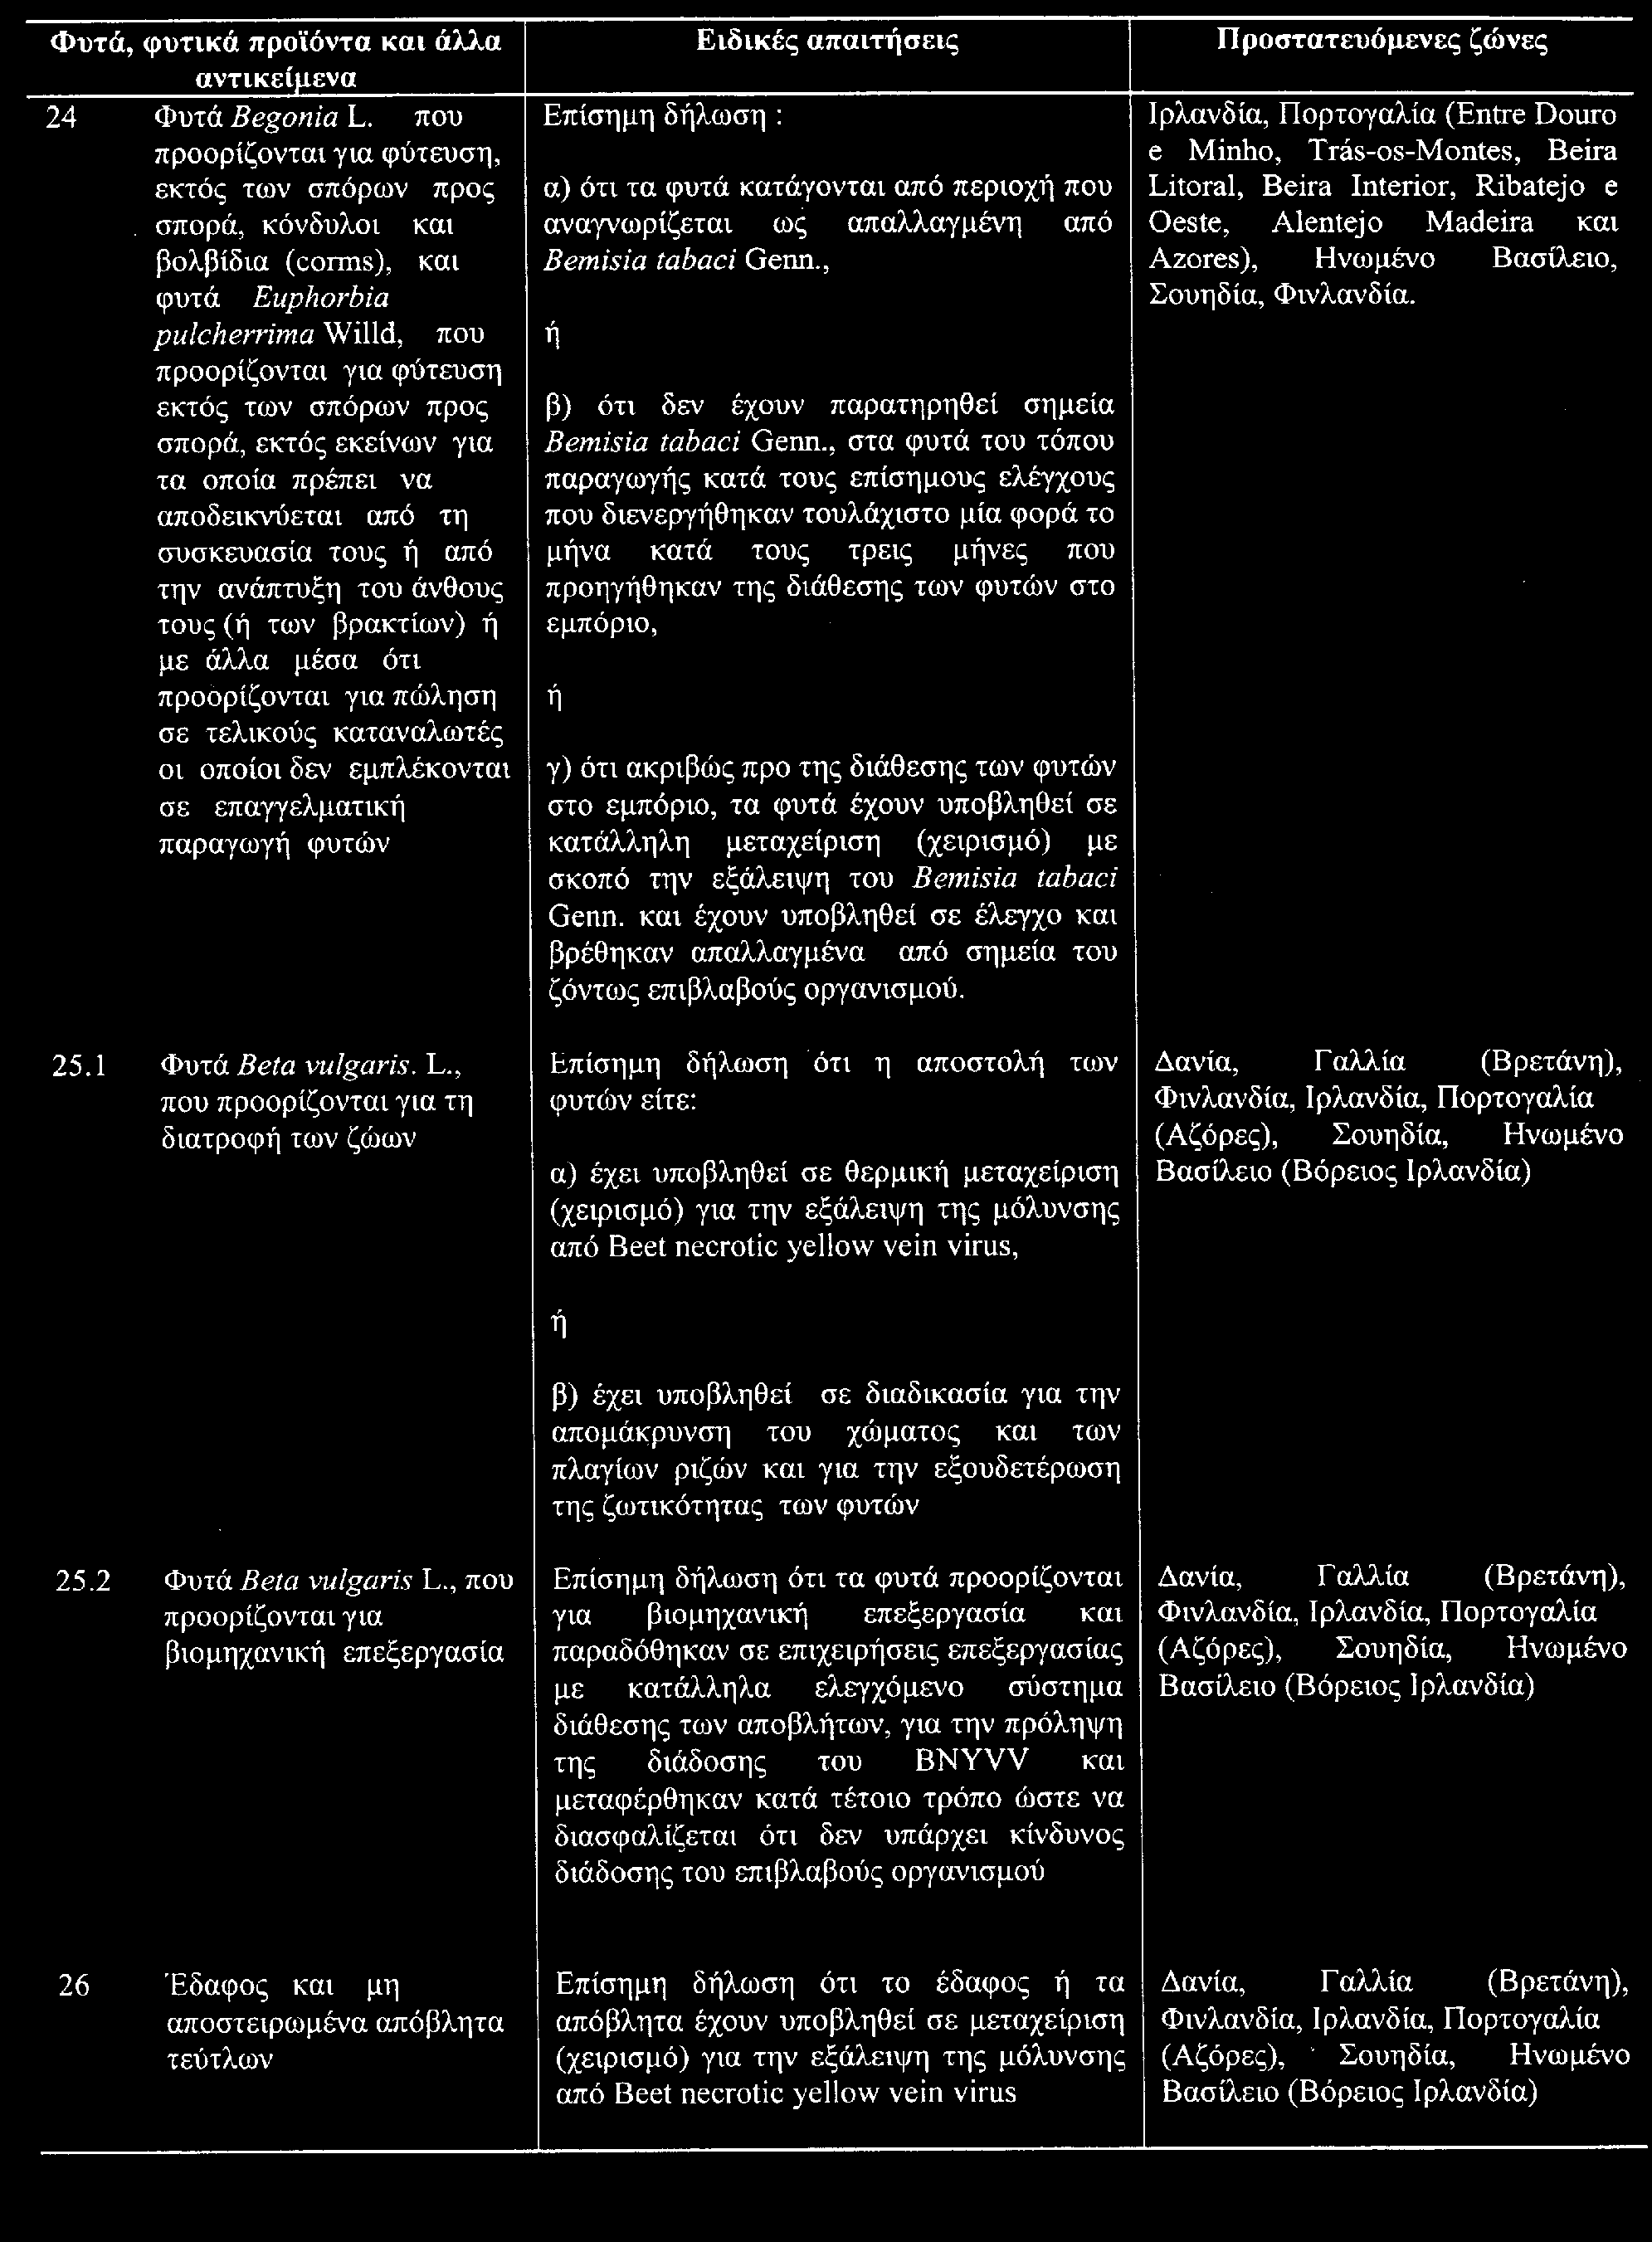 Φυτά, φυτικά προϊόντα και άλλα
αντικείμενα
Ειδικές απαιτήσεις
Προστατευόμενες ζώνες
24 Φυτά Begonia L. που
προορίζονται για φύτευση,
εκτός των σπόρων προς
σπορά, κόνδυλοι και
βολβίδια (corms), και
φυτά Euphorbia
pulcherrima Willd, που
προορίζονται για φύτευση
εκτός των σπόρων προς
σπορά, εκτός εκείνων για
τα οποία πρέπει να
αποδεικνύεται από τη
συσκευασία τους ή από
την ανάπτυξη του άνθους
τους (ή των βρακτίων) ή
με άλλα μέσα ότι
προορίζονται για πώληση
σε τελικούς καταναλωτές
οι οποίοι δεν εμπλέκονται
σε επαγγελματική
παραγωγή φυτών
Επίσημη δήλωση :
α) ότι τα φυτά κατάγονται από περιοχή που
αναγνωρίζεται ως απαλλαγμένη από
Bemisia tabaci Genn.,
ή
β) ότι δεν έχουν παρατηρηθεί σημεία
Bemisia tabaci Genn., στα φυτά του τόπου
παραγωγής κατά τους επίσημους ελέγχους
που διενεργήθηκαν τουλάχιστο μία φορά το
μήνα κατά τους τρεις μήνες που
προηγήθηκαν της διάθεσης των φυτών στο
εμπόριο,
ή
γ) ότι ακριβώς προ της διάθεσης των φυτών
στο εμπόριο, τα φυτά έχουν υποβληθεί σε
κατάλληλη μεταχείριση (χειρισμό) με
σκοπό την εξάλειψη του Bemisia tabaci
Genn. και έχουν υποβληθεί σε έλεγχο και
βρέθηκαν απαλλαγμένα από σημεία του
ζόντως επιβλαβούς οργανισμού.
Ιρλανδία, Πορτογαλία (Entre Douro
e Minho, Trás-os-Montes, Beira
Litoral, Beira Interior, Ribatejo e
Oeste, Alentejo Madeira και
Azores), Ηνωμένο Βασίλειο,
Σουηδία, Φινλανδία.
25.1 Φυτά Beta vulgaris. L.,
που προορίζονται για τη
διατροφή των ζώων
Επίσημη δήλωση ότι η αποστολή των
φυτών είτε:
α) έχει υποβληθεί σε θερμική μεταχείριση
(χειρισμό) για την εξάλειψη της μόλυνσης
από Beet necrotic yellow vein virus,
ή
β) έχει υποβληθεί σε διαδικασία για την
απομάκρυνση του χώματος και των
πλαγίων ριζών και για την εξουδετέρωση
της ζωτικότητας των φυτών
Δανία, Γαλλία (Βρετάνη),
Φινλανδία, Ιρλανδία, Πορτογαλία
(Αζόρες), Σουηδία, Ηνωμένο
Βασίλειο (Βόρειος Ιρλανδία)
25.2 Φυτά Beta vulgaris L., που
προορίζονται για
βιομηχανική επεξεργασία
Επίσημη δήλωση ότι τα φυτά προορίζονται
για βιομηχανική επεξεργασία και
παραδόθηκαν σε επιχειρήσεις επεξεργασίας
με κατάλληλα ελεγχόμενο σύστημα
διάθεσης των αποβλήτων, για την πρόληψη
της διάδοσης του BNYVV και
μεταφέρθηκαν κατά τέτοιο τρόπο ώστε να
διασφαλίζεται ότι δεν υπάρχει κίνδυνος
διάδοσης του επιβλαβούς οργανισμού
Δανία, Γαλλία (Βρετάνη),
Φινλανδία, Ιρλανδία, Πορτογαλία
(Αζόρες), Σουηδία, Ηνωμένο
Βασίλειο (Βόρειος Ιρλανδία)
26 Έδαφος και μη
αποστειρωμένα απόβλητα
τεύτλων
Επίσημη δήλωση ότι το έδαφος ή τα
απόβλητα έχουν υποβληθεί σε μεταχείριση
(χειρισμό) για την εξάλειψη της μόλυνσης
από Beet necrotic yellow vein virus
Δανία, Γαλλία (Βρετάνη),
Φινλανδία, Ιρλανδία, Πορτογαλία
(Αζόρες), Σουηδία, Ηνωμένο
Βασίλειο (Βόρειος Ιρλανδία)